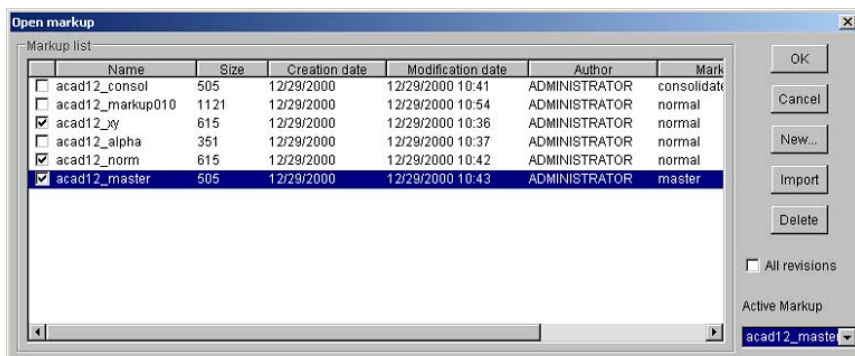 Open markup
Markup list
Name Size Creation date Modification date Author Mark
acad12_consol 505 12/29/2000 12/29/2000 10:41 ADMINISTRATOR consolidate
acad12_markup010 1121 12/29/2000 12/29/2000 10:54 ADMINISTRATOR normal
acad12_xy 615 12/29/2000 12/29/2000 10:36 ADMINISTRATOR normal
acad12_alpha 351 12/29/2000 12/29/2000 10:37 ADMINISTRATOR normal
acad12_norm 615 12/29/2000 12/29/2000 10:42 ADMINISTRATOR normal
acad12_master 505 12/29/2000 12/29/2000 10:43 ADMINISTRATOR master
OK
Cancel
New...
Import
Delete
All revisions
Active Markup
acad12_master